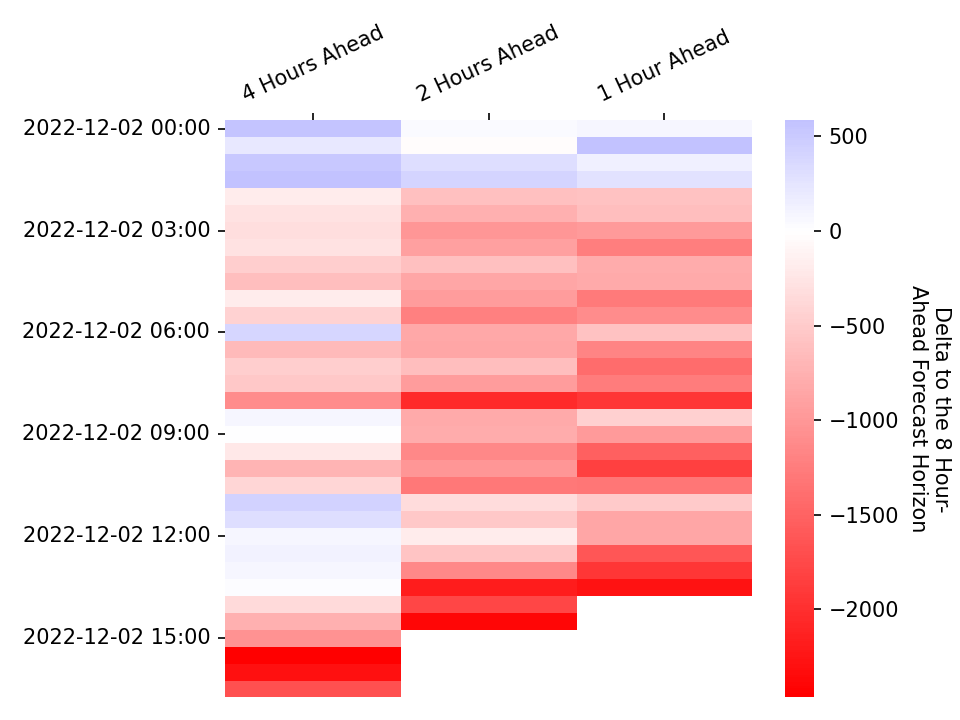 4 Hours Ahead
2 Hours Ahead
1 Hour Ahead
2022-12-02 00:00
2022-12-02 03:00
2022-12-02 06:00
2022-12-02 09:00
2022-12-02 12:00
2022-12-02 15:00
500
0
−500
−1000
−1500
−2000
Delta to the 8 Hour-
Ahead Forecast Horizon